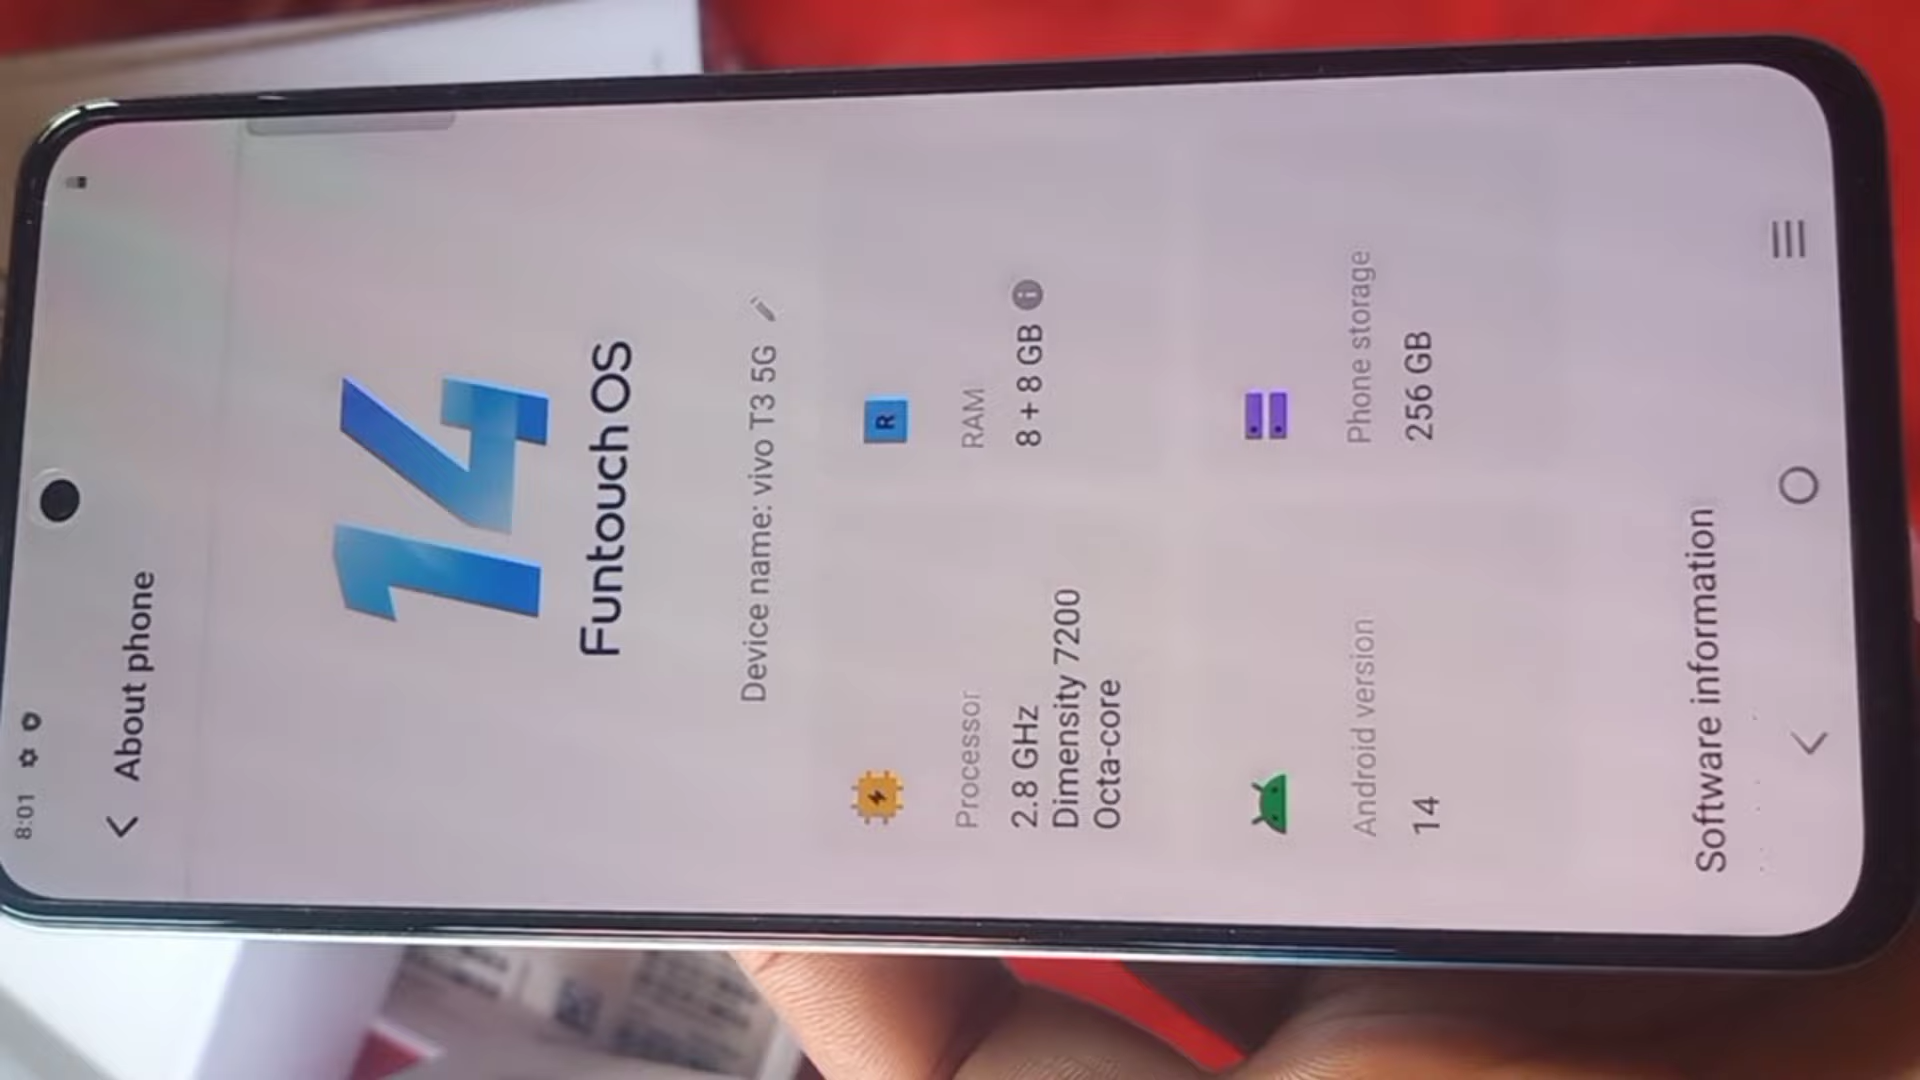 8:01
About phone
14
Funtouch OS
Device name: vivo T3 5G
Processor
2.8 GHz
Dimensity 7200
Octa-core
R
RAM
8 + 8 GB
Android version
14
Phone storage
256 GB
Software information